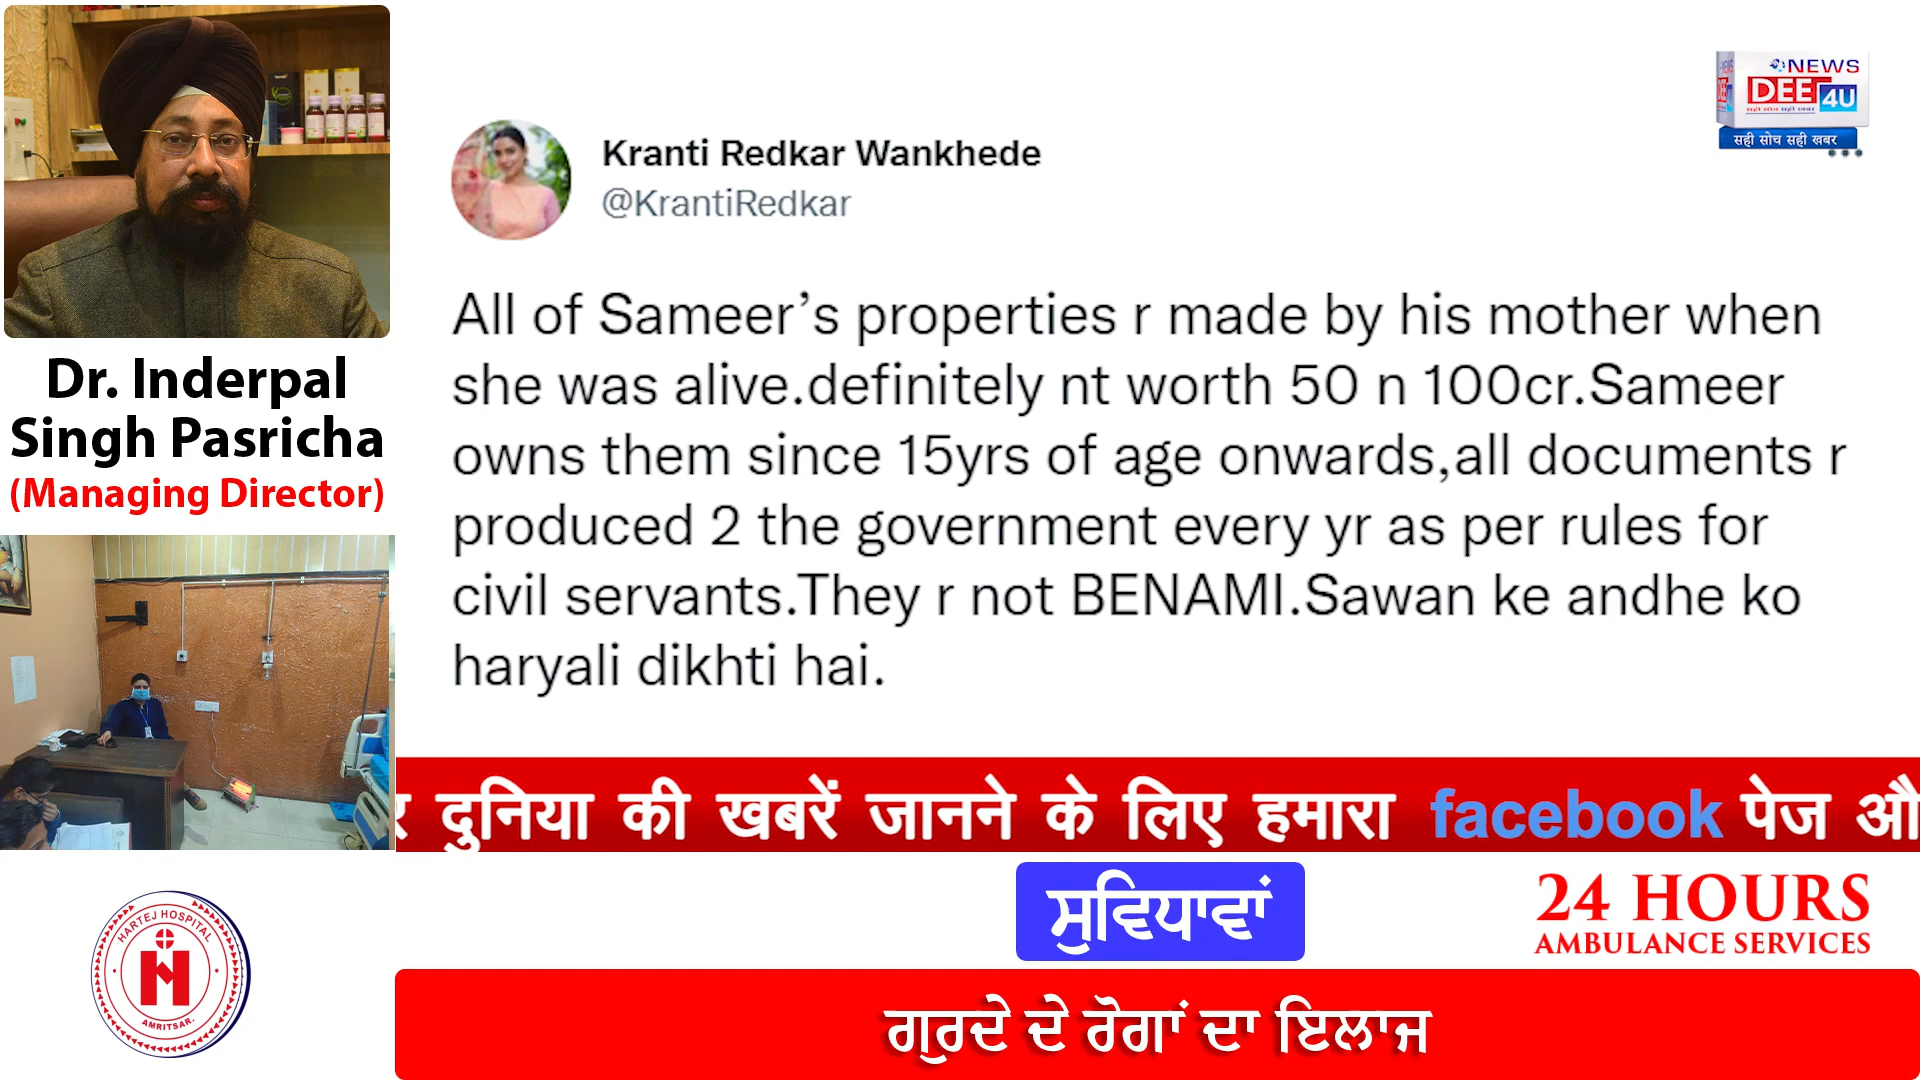 NEWS
DEE 4U
सही सोच सही खबर
सही सोच सही खबर
Kranti Redkar Wankhede
@KrantiRedkar
All of Sameer’s properties r made by his mother when
she was alive.definitely nt worth 50 n 100cr.Sameer
owns them since 15yrs of age onwards,all documents r
produced 2 the government every yr as per rules for
civil servants.They r not BENAMI.Sawan ke andhe ko
haryali dikhti hai.
Dr. Inderpal
Singh Pasricha
(Managing Director)
दुनिया की खबरें जानने के लिए हमारा facebook पेज औ
ਸੁਵਿਧਾਵਾਂ
24 HOURS
AMBULANCE SERVICES
HARTEJ HOSPITAL
AMRITSAR.
ਗੁਰਦੇ ਦੇ ਰੋਗਾਂ ਦਾ ਇਲਾਜ